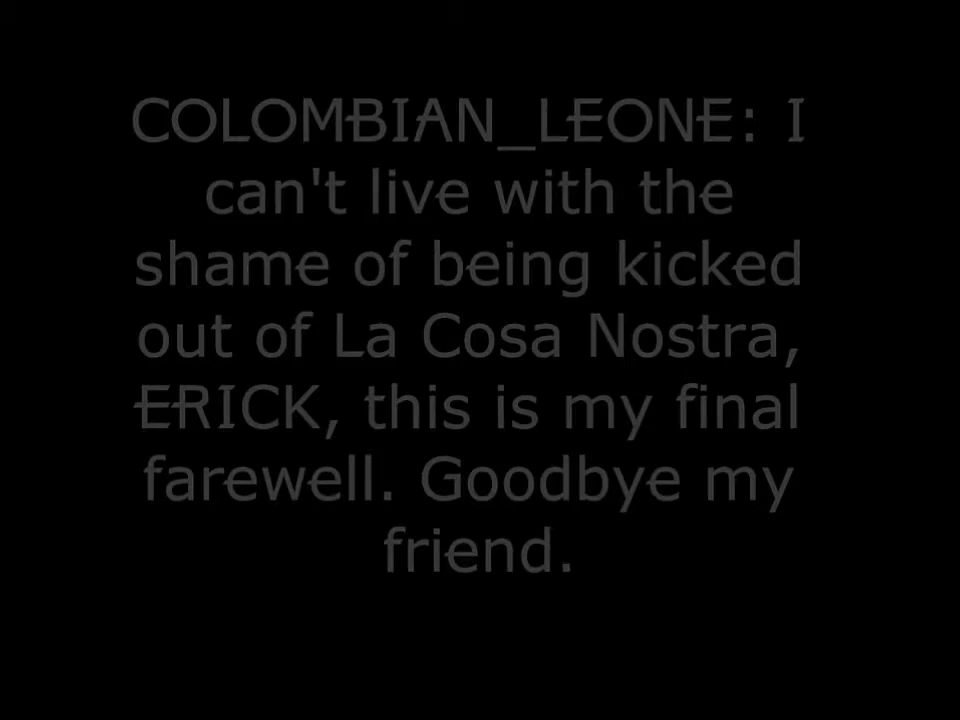 COLOMBIAN_LEONE: I
can't live with the
shame of being kicked
out of La Cosa Nostra,
ERICK, this is my final
farewell. Goodbye my
friend.